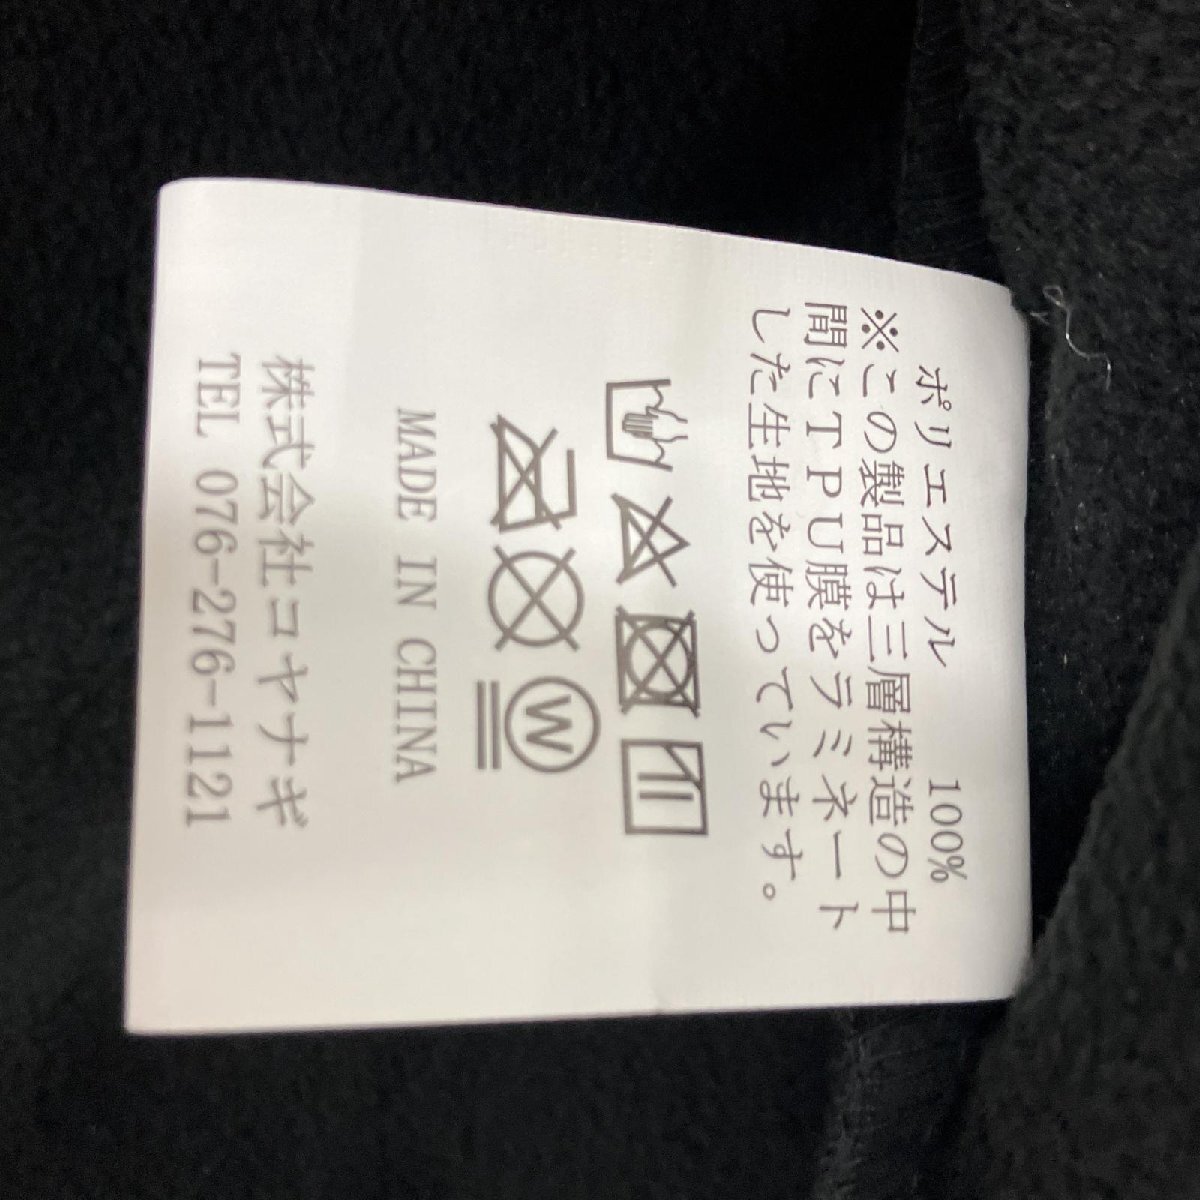 ポリエステル 100%
※この製品は三層構造の中
間にTPU膜をラミネート
した生地を使っています。
W
MADE IN CHINA
株式会社コヤナギ
TEL 076-276-1121